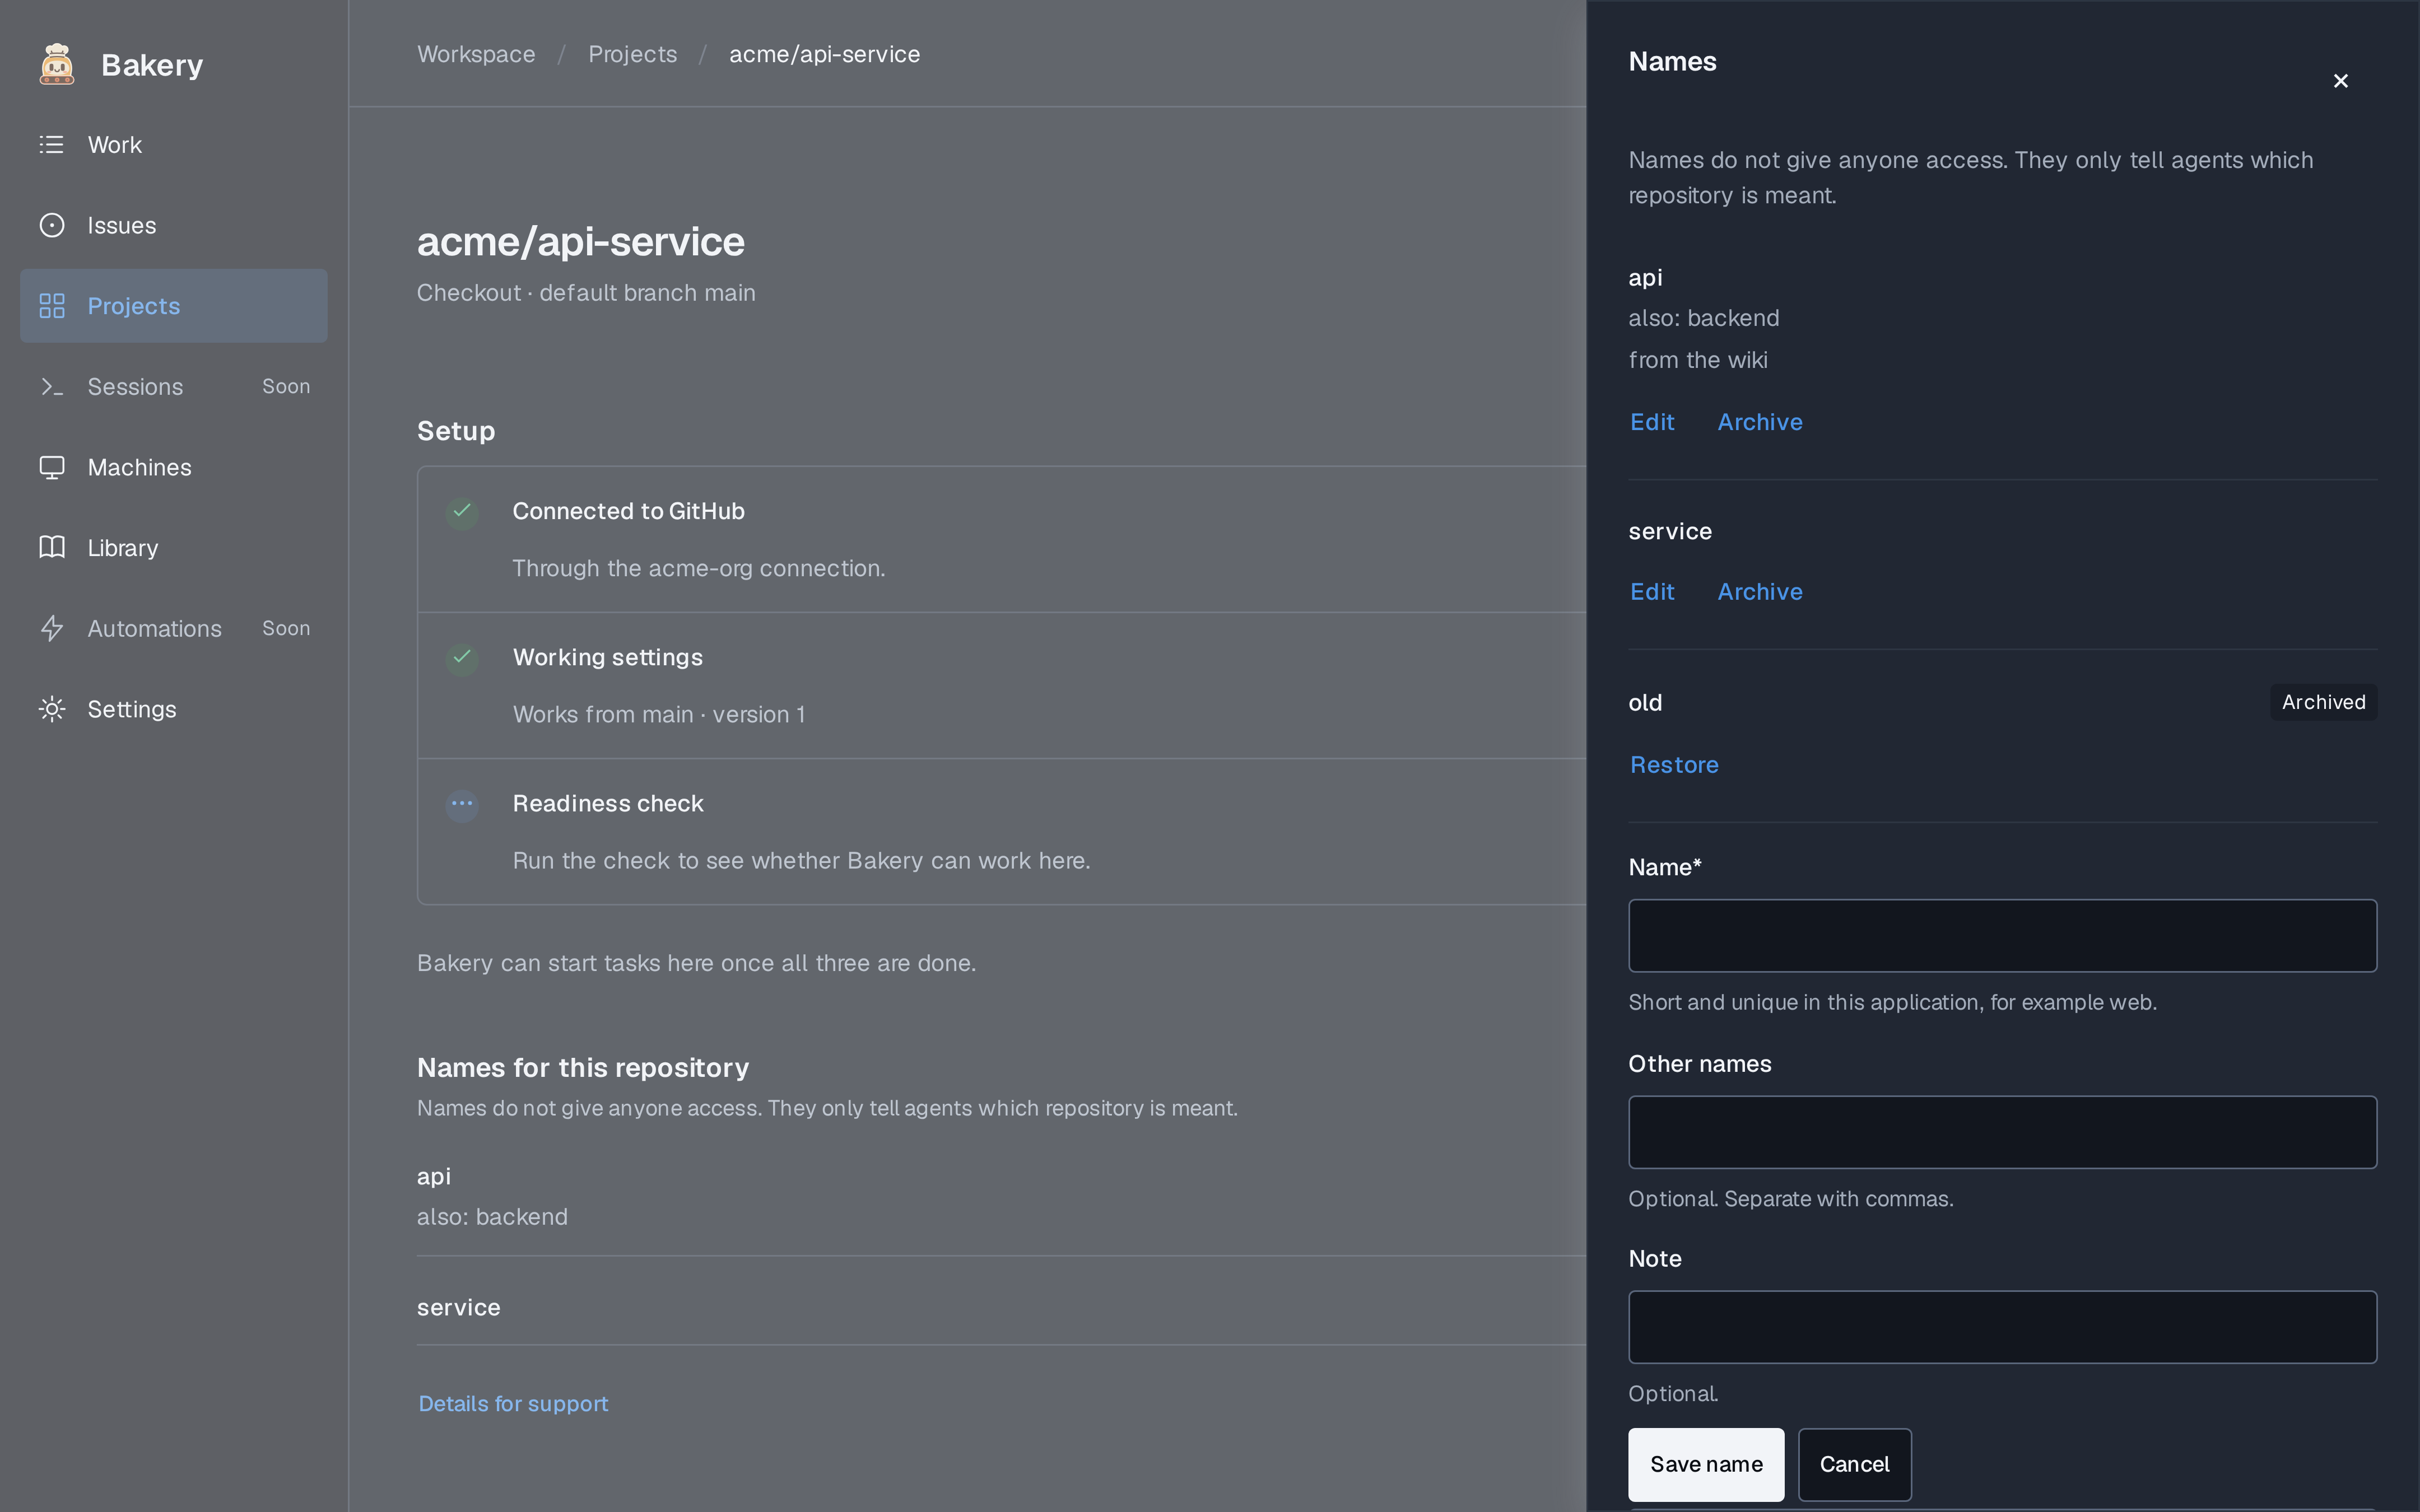 Bakery
Work
Issues
Projects
Sessions Soon
Machines
Library
Automations Soon
Settings
Workspace / Projects / acme/api-service
acme/api-service
Checkout · default branch main
Setup
Connected to GitHub
Through the acme-org connection.
Working settings
Works from main · version 1
Readiness check
Run the check to see whether Bakery can work here.
Bakery can start tasks here once all three are done.
Names for this repository
Names do not give anyone access. They only tell agents which repository is meant.
api
also: backend
service
Details for support
Names
Names do not give anyone access. They only tell agents which
repository is meant.
api
also: backend
from the wiki
Edit Archive
service
Edit Archive
old Archived
Restore
Name*
Short and unique in this application, for example web.
Other names
Optional. Separate with commas.
Note
Optional.
Save name Cancel